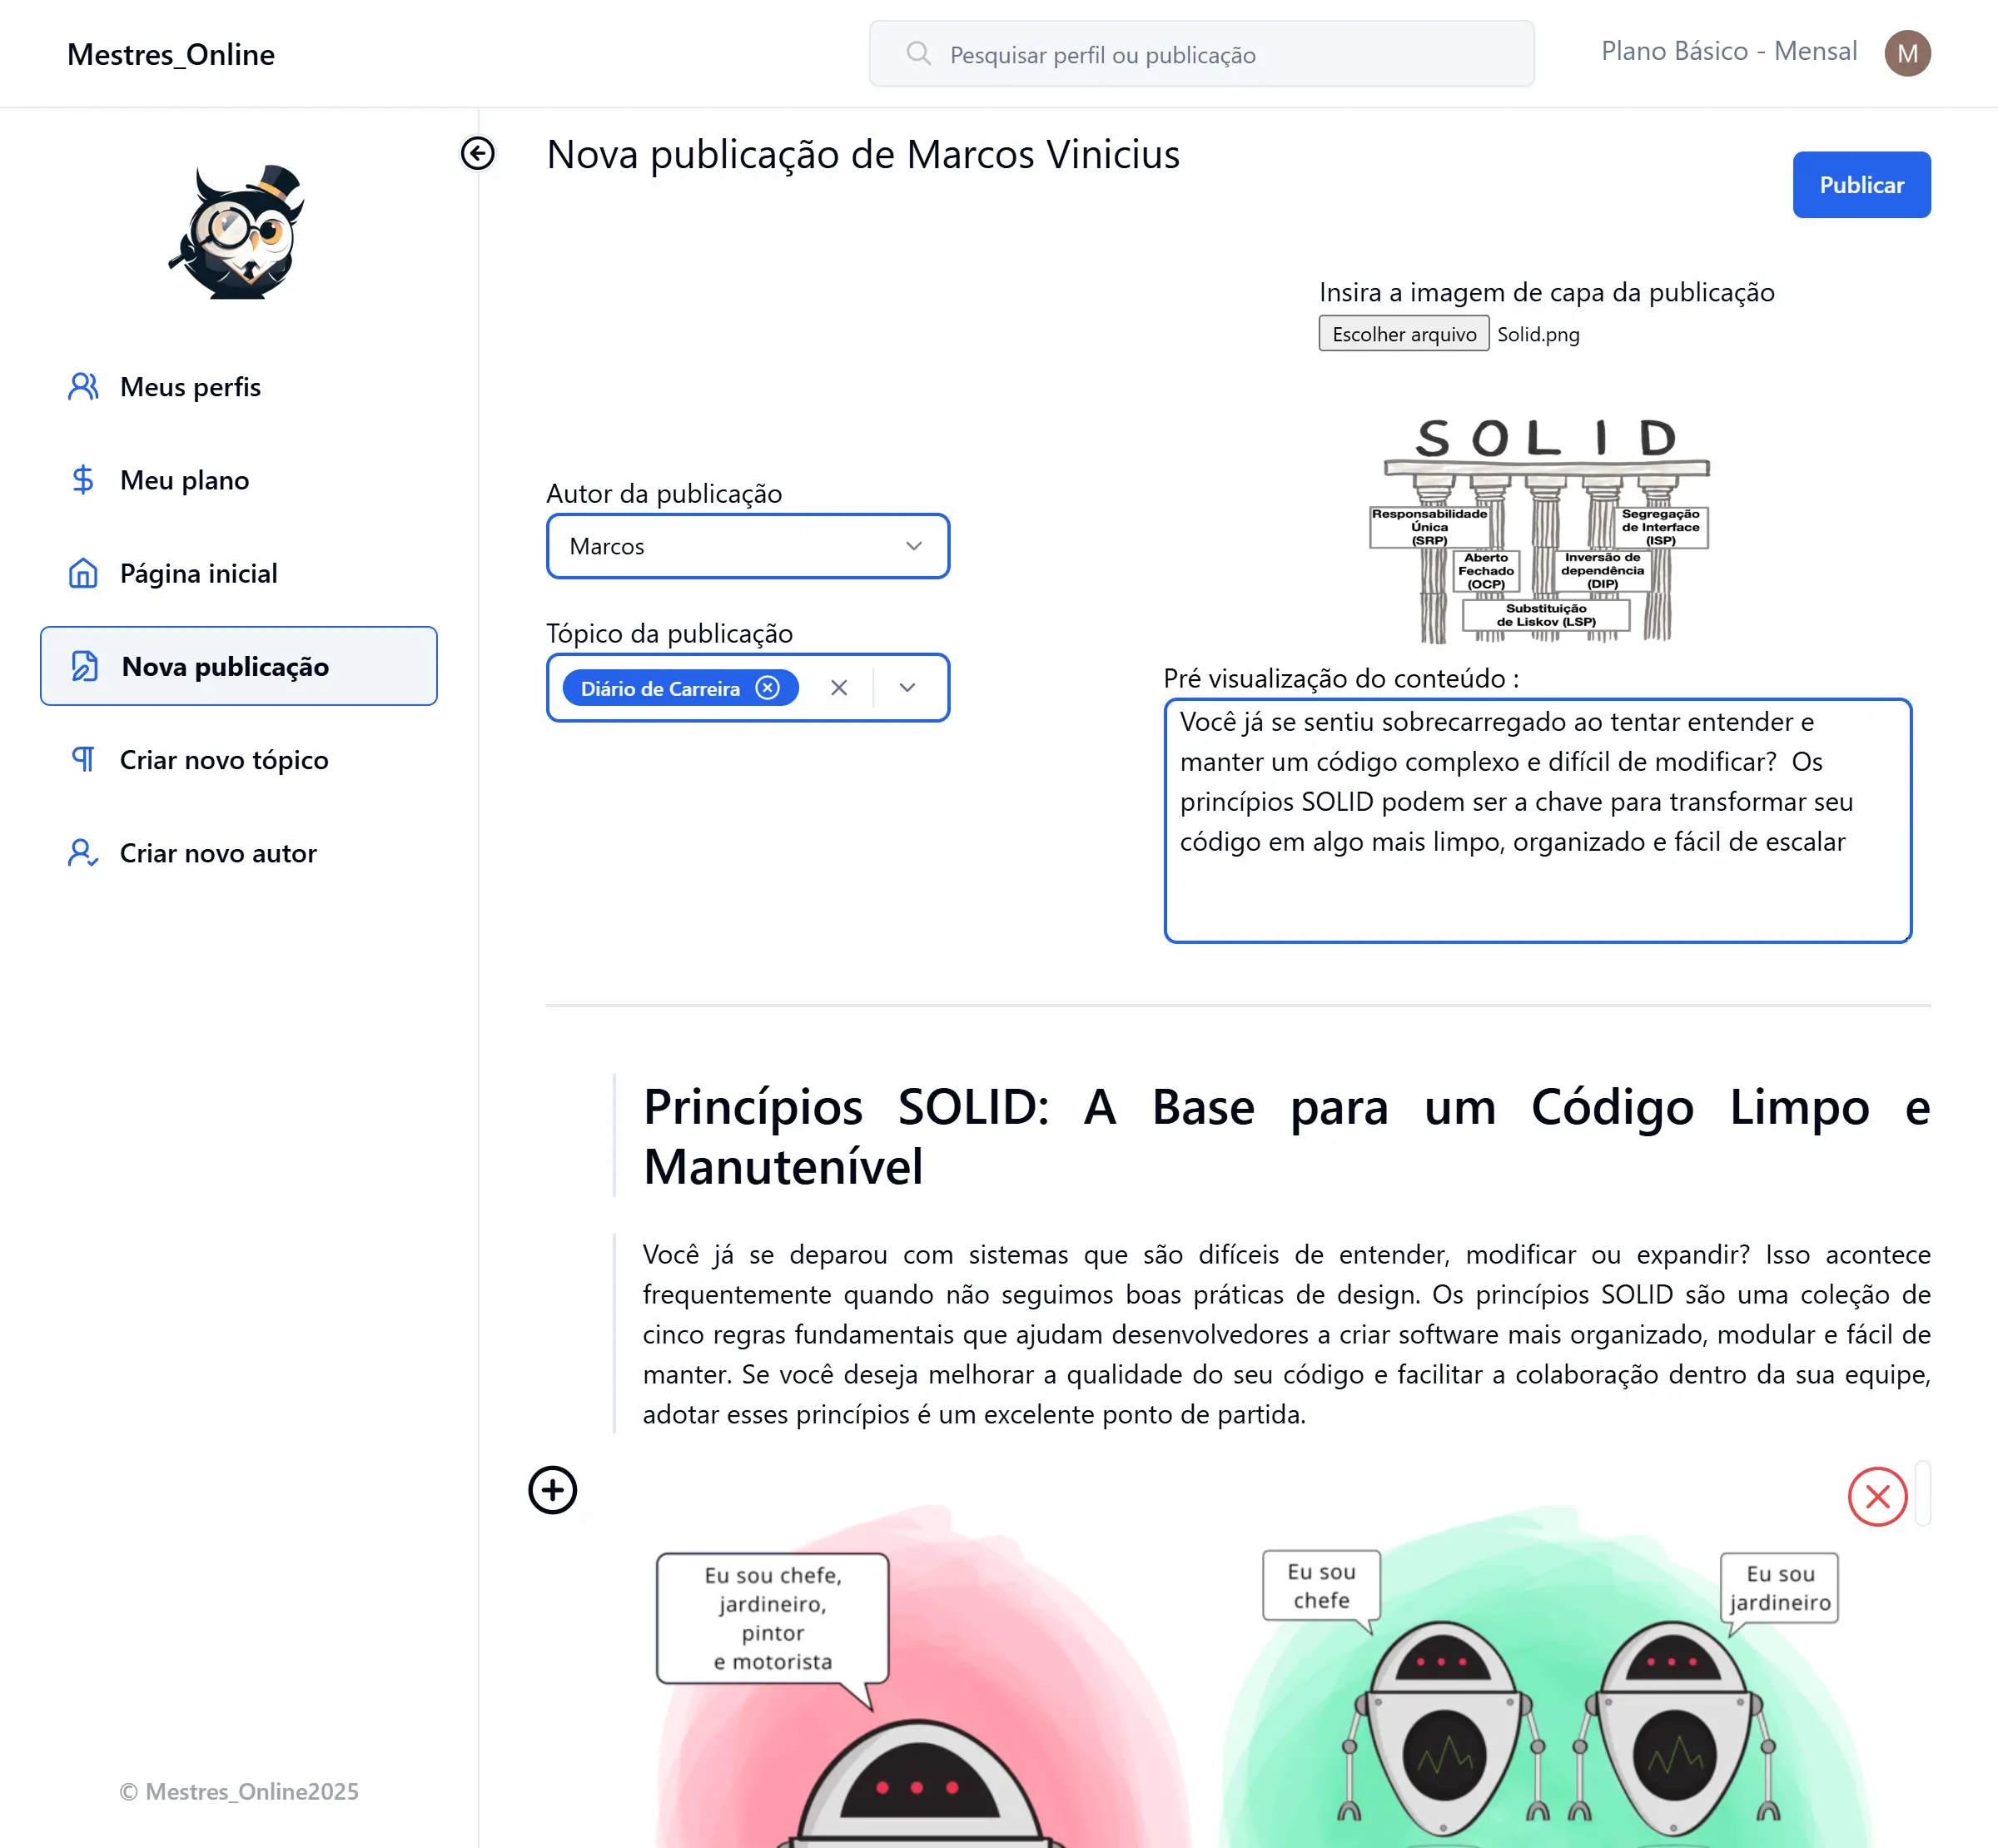 Mestres_Online
Pesquisar perfil ou publicação
Plano Básico - Mensal
M
Meus perfis
Meu plano
Página inicial
Nova publicação
Criar novo tópico
Criar novo autor
© Mestres_Online2025
Nova publicação de Marcos Vinicius
Publicar
Insira a imagem de capa da publicação
Escolher arquivo Solid.png
Autor da publicação
Marcos
Tópico da publicação
Diário de Carreira
SOLID
Responsabilidade
Única
(SRP)
Segregação
de Interface
(ISP)
Aberto
Fechado
(OCP)
Inversão de
dependência
(DIP)
Substituição
de Liskov (LSP)
Pré visualização do conteúdo :
Você já se sentiu sobrecarregado ao tentar entender e
manter um código complexo e difícil de modificar?  Os
princípios SOLID podem ser a chave para transformar seu
código em algo mais limpo, organizado e fácil de escalar
Princípios SOLID: A Base para um Código Limpo e
Manutenível
Você já se deparou com sistemas que são difíceis de entender, modificar ou expandir? Isso acontece
frequentemente quando não seguimos boas práticas de design. Os princípios SOLID são uma coleção de
cinco regras fundamentais que ajudam desenvolvedores a criar software mais organizado, modular e fácil de
manter. Se você deseja melhorar a qualidade do seu código e facilitar a colaboração dentro da sua equipe,
adotar esses princípios é um excelente ponto de partida.
Eu sou chefe,
jardineiro,
pintor
e motorista
Eu sou
chefe
Eu sou
jardineiro